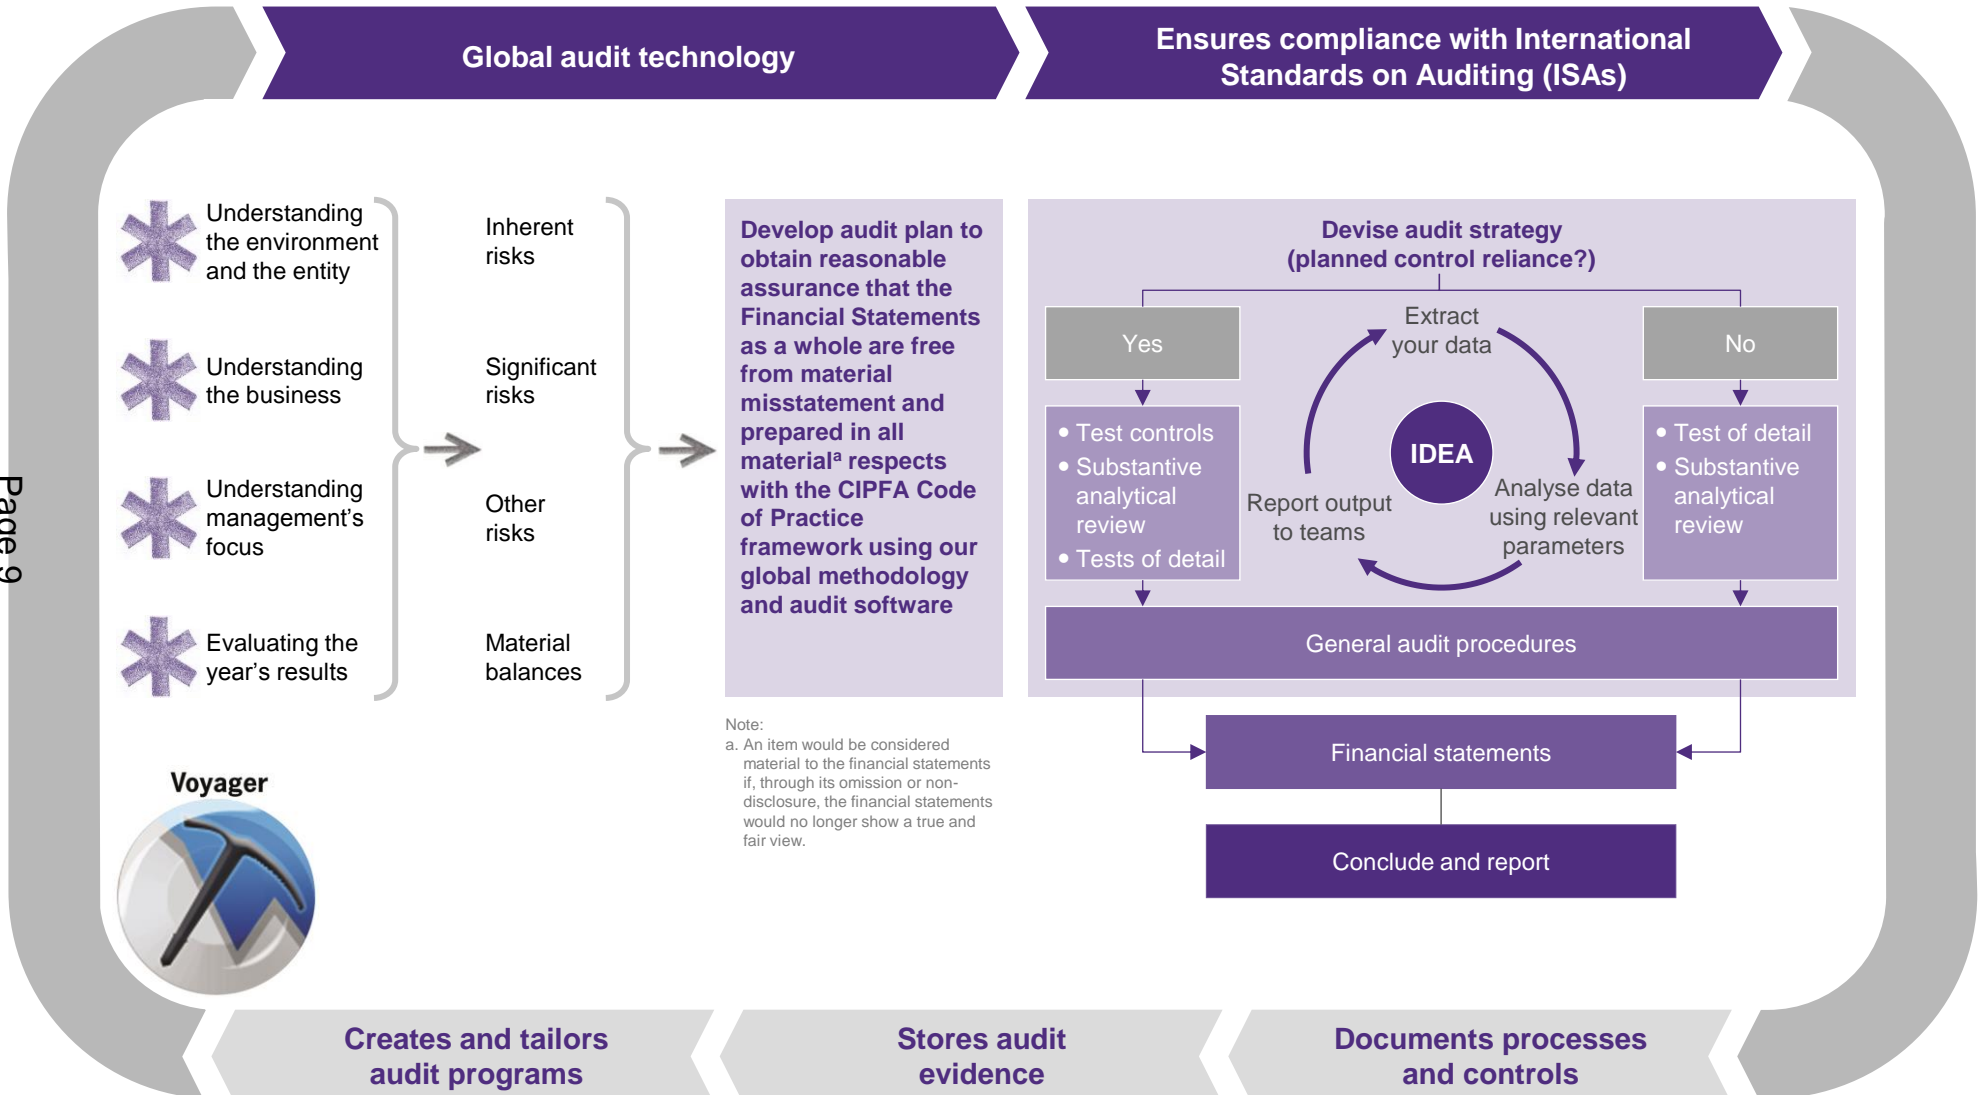 Global audit technology
Ensures compliance with International
Standards on Auditing (ISAs)
Understanding
the environment
and the entity
Understanding
the business
Understanding
management's
focus
Evaluating the
year's results
Inherent
risks
Significant
risks
Other
risks
Material
balances
Develop audit plan to
obtain reasonable
assurance that the
Financial Statements
as a whole are free
from material
misstatement and
prepared in all
materialᵃ respects
with the CIPFA Code
of Practice
framework using our
global methodology
and audit software
Note:
a. An item would be considered
material to the financial statements
if, through its omission or non-
disclosure, the financial statements
would no longer show a true and
fair view.
Devise audit strategy
(planned control reliance?)
Yes
• Test controls
• Substantive
analytical
review
• Tests of detail
Extract
your data
IDEA
Analyse data
using relevant
parameters
Report output
to teams
No
• Test of detail
• Substantive
analytical
review
General audit procedures
Financial statements
Conclude and report
Voyager
Creates and tailors
audit programs
Stores audit
evidence
Documents processes
and controls
Page 9